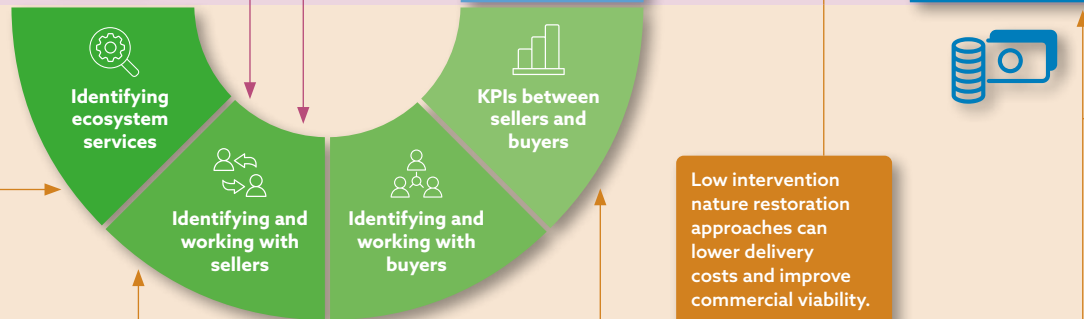 Identifying
ecosystem
services
Identifying and
working with
sellers
Identifying and
working with
buyers
KPIs between
sellers and
buyers
Low intervention
nature restoration
approaches can
lower delivery
costs and improve
commercial viability.